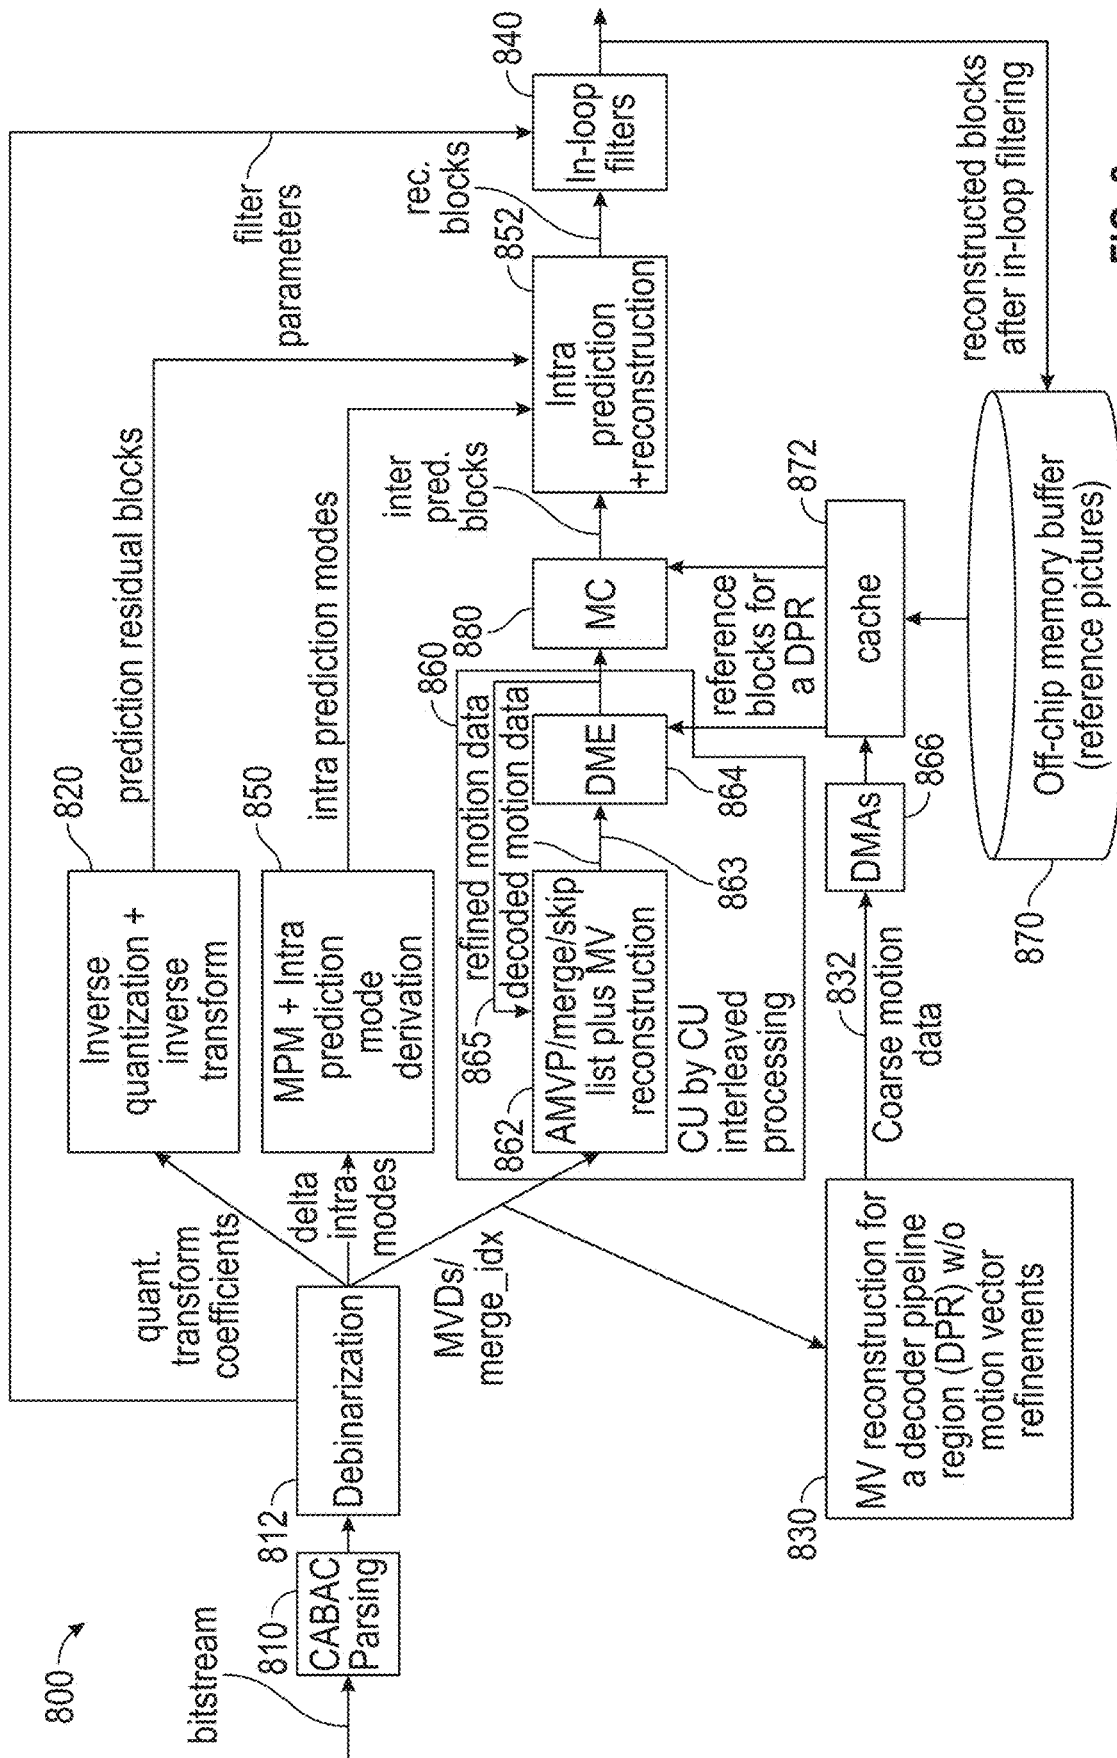 800
bitstream
810
CABAC
Parsing
812
Debinarization
quant.
transform
coefficients
delta
intra-
modes
MVDs/
merge_idx
820
Inverse
quantization +
inverse
transform
prediction residual blocks
850
MPM + Intra
prediction
mode
derivation
intra prediction modes
filter
parameters
860
refined motion data
865
decoded motion data
862
AMVP/merge/skip
list plus MV
reconstruction
863
DME
864
CU by CU
interleaved
processing
880
MC
inter
pred.
blocks
852
Intra
prediction
+reconstruction
rec.
blocks
840
In-loop
filters
830
MV reconstruction for
a decoder pipeline
region (DPR) w/o
motion vector
refinements
832
Coarse motion
data
DMAs
866
cache
872
reference
blocks for
a DPR
870
Off-chip memory buffer
(reference pictures)
reconstructed blocks
after in-loop filtering
FIG.